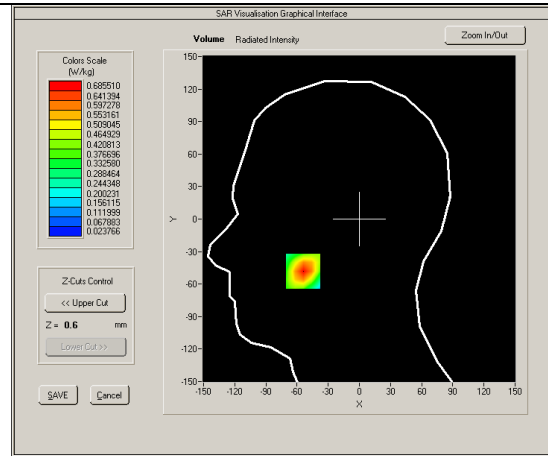 SAR Visualisation Graphical Interface
Volume Radiated Intensity
Zoom In/Out
Colors Scale
(W/kg)
0.685510
0.641394
0.597278
0.553161
0.509045
0.464929
0.420813
0.376696
0.332580
0.288464
0.244348
0.200231
0.156115
0.111999
0.067883
0.023766
Z-Cuts Control
<< Upper Cut
Z = 0.6 mm
Lower Cut >>
SAVE Cancel
150-
120-
90-
60-
30-
0-
-30-
-60-
-90-
-120-
-150-
Y
-150 -120 -90 -60 -30 0 30 60 90 120 150
X